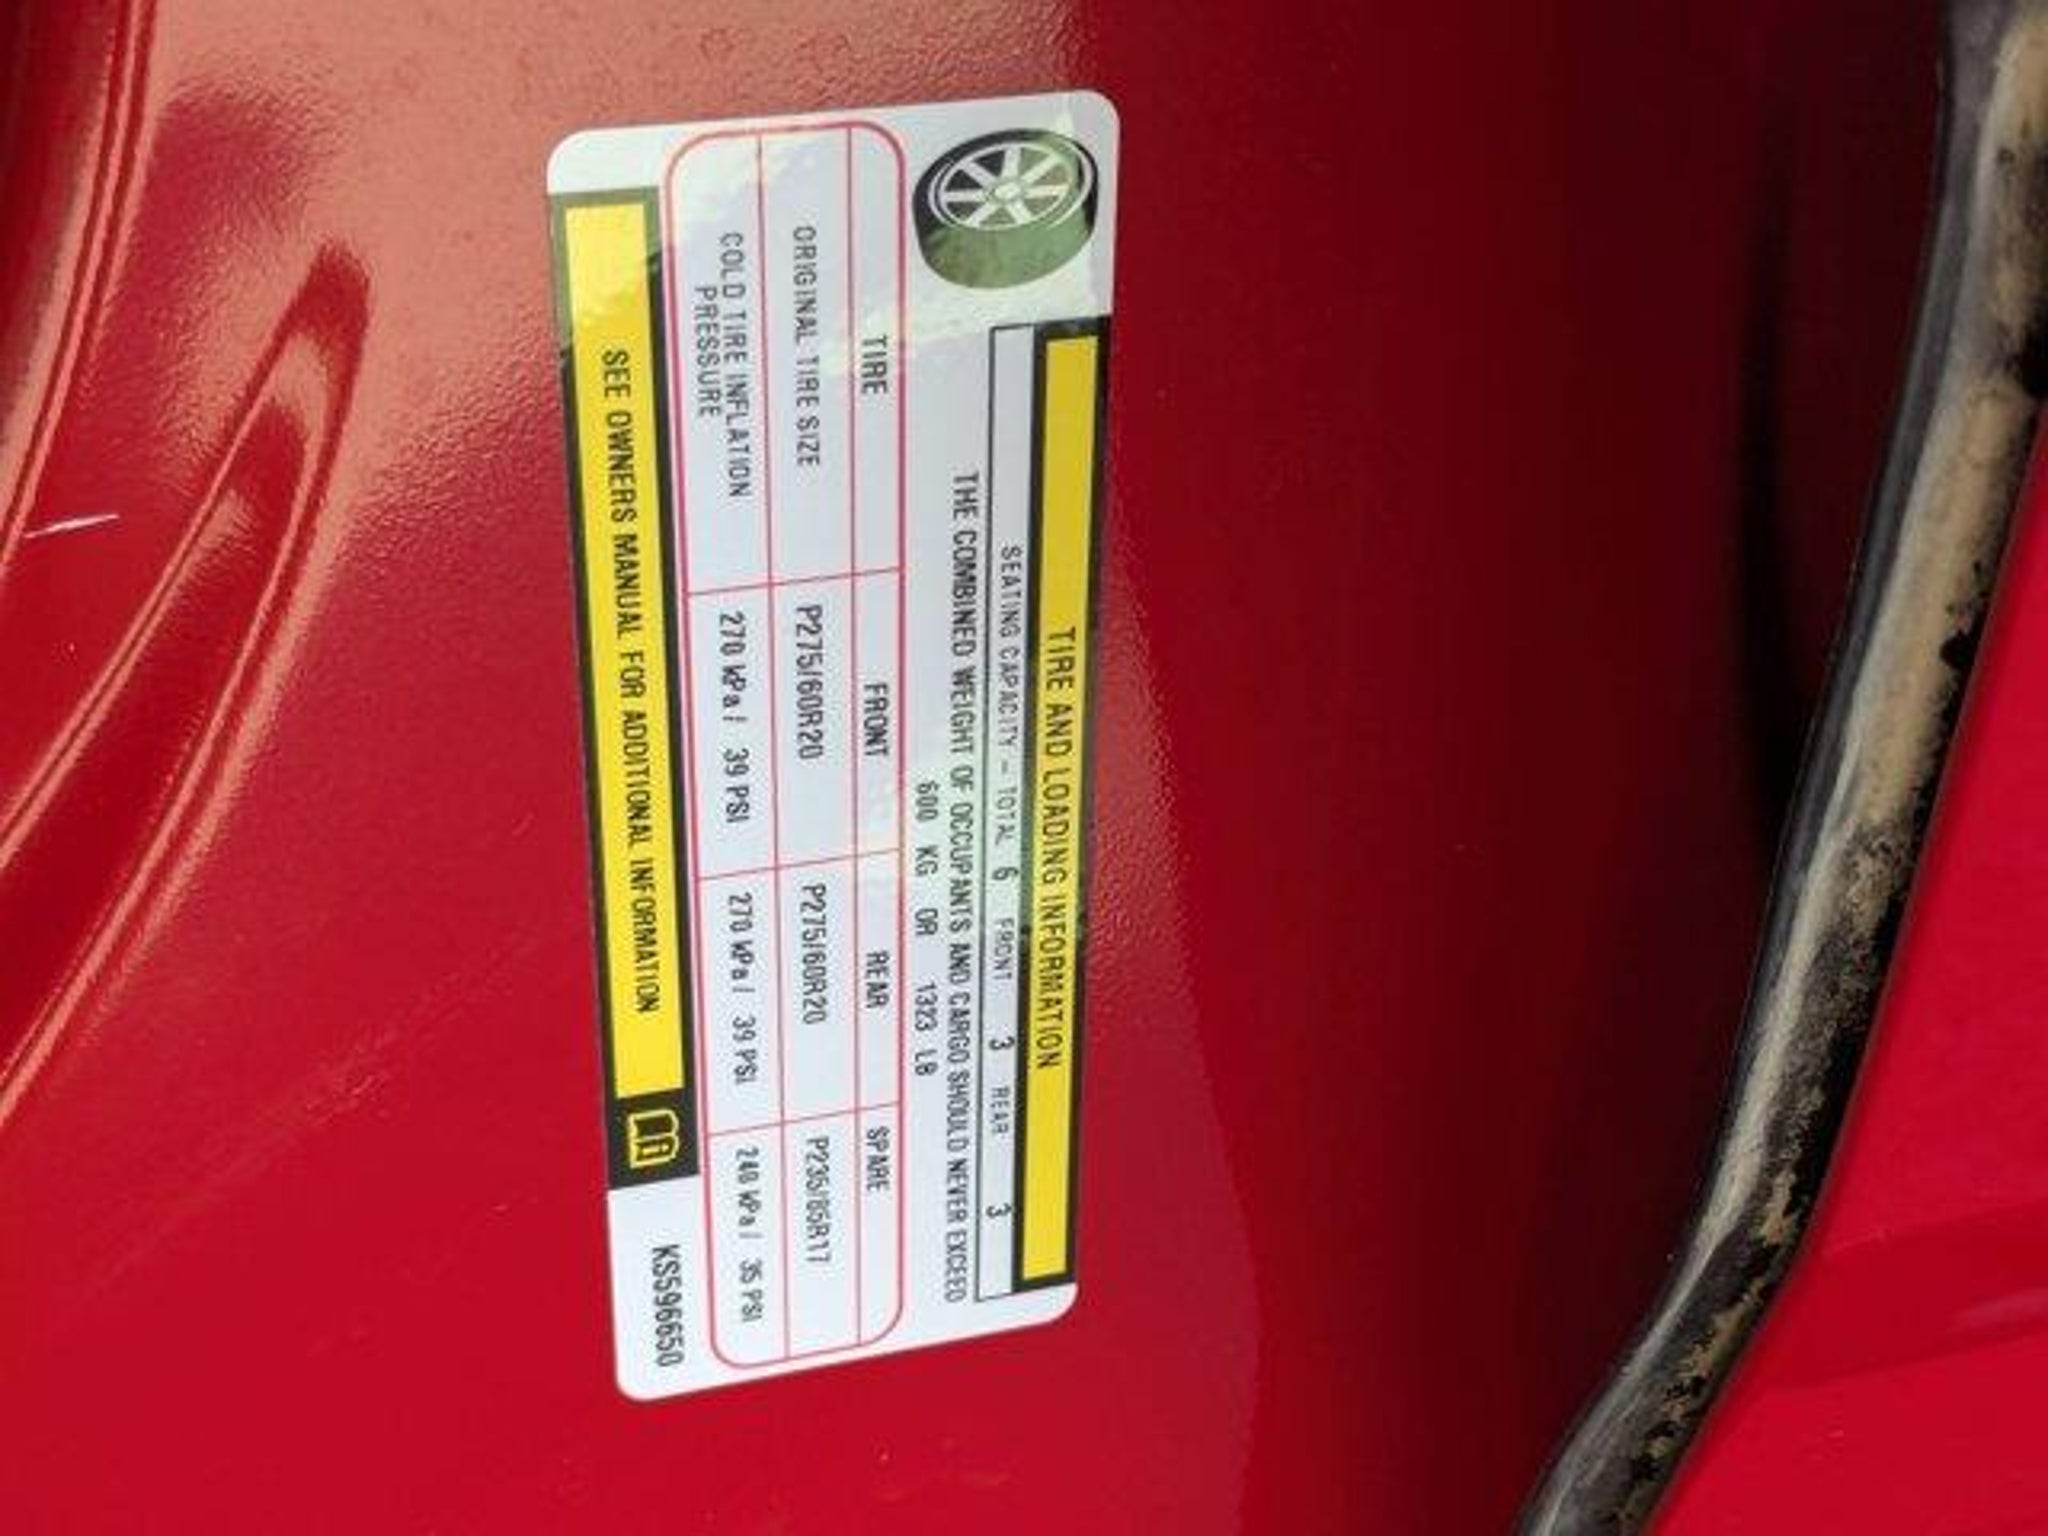 TIRE AND LOADING INFORMATION
SEATING CAPACITY - TOTAL 6 FRONT 3 REAR 3
THE COMBINED WEIGHT OF OCCUPANTS AND CARGO SHOULD NEVER EXCEED
600 KG OR 1323 LB
TIRE FRONT REAR SPARE
ORIGINAL TIRE SIZE P275/60R20 P275/60R20 P235/85R17
COLD TIRE INFLATION 270 kPa / 39 PSI 270 kPa / 39 PSI 240 kPa / 35 PSI
PRESSURE
SEE OWNERS MANUAL FOR ADDITIONAL INFORMATION
KS596650